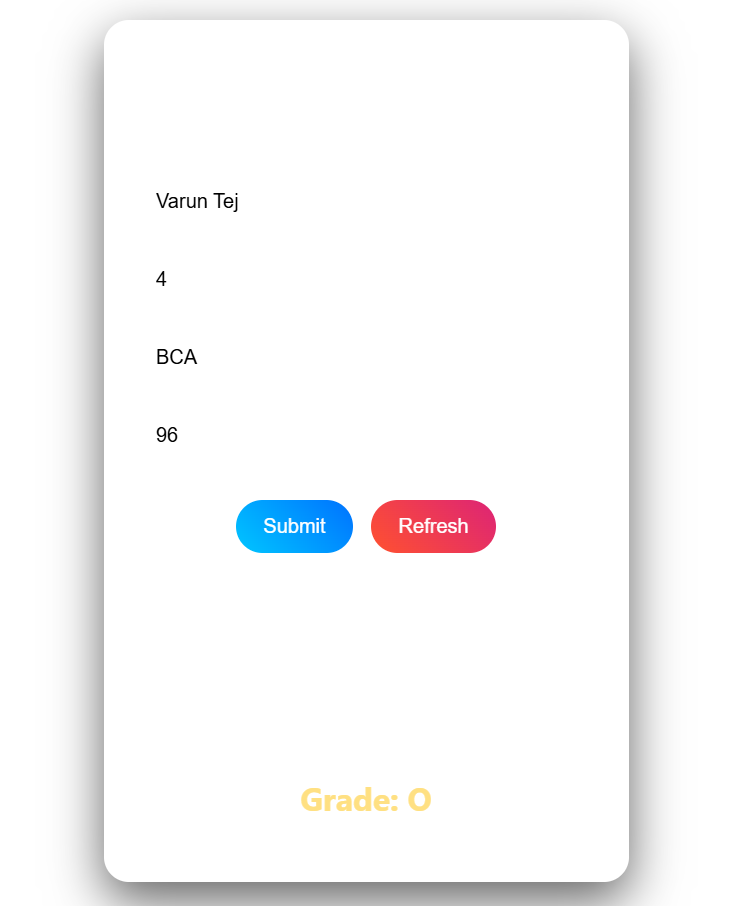 Varun Tej
4
BCA
96
Submit Refresh
Grade: O